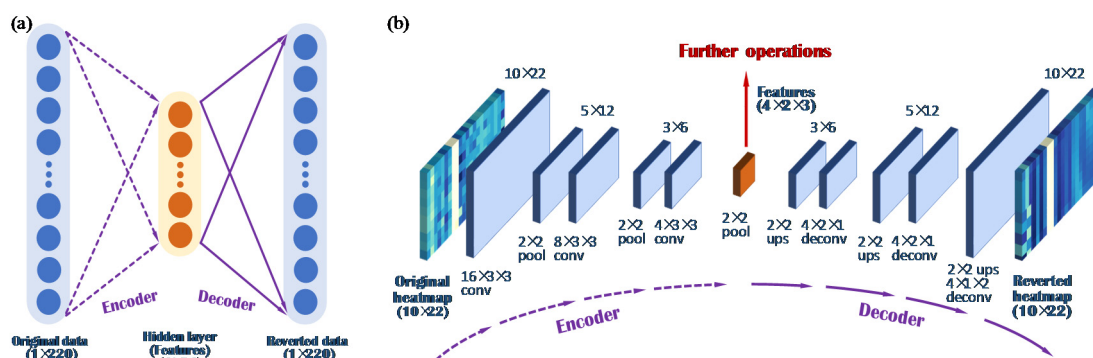 (a)
Encoder
Decoder
Original data
(1×220)
Hidden layer
(Features)
Reverted data
(1×220)
(b)
Further operations
Features
(4×2×3)
10×22
5×12
3×6
3×6
5×12
10×22
Original
heatmap
(10×22)
16×3×3
conv
2×2
pool
8×3×3
conv
2×2
pool
4×3×3
conv
2×2
pool
2×2
ups
4×2×1
deconv
2×2
ups
4×2×1
deconv
2×2 ups
4×1×2
deconv
Reverted
heatmap
(10×22)
Encoder
Decoder